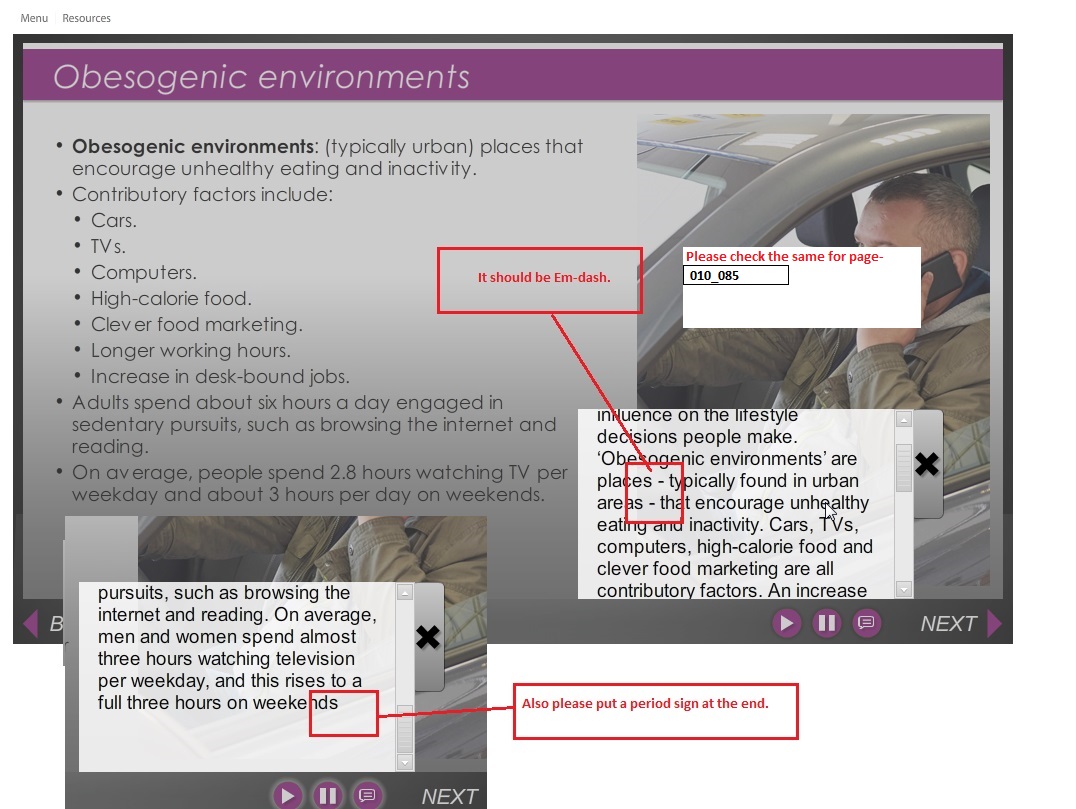 Menu Resources
Obesogenic environments
• Obesogenic environments: (typically urban) places that
encourage unhealthy eating and inactivity.
• Contributory factors include:
• Cars.
• TVs.
• Computers.
• High-calorie food.
• Clever food marketing.
• Longer working hours.
• Increase in desk-bound jobs.
• Adults spend about six hours a day engaged in
sedentary pursuits, such as browsing the internet and
reading.
• On average, people spend 2.8 hours watching TV per
weekday and about 3 hours per day on weekends.
It should be Em-dash.
Please check the same for page-
010_085
influence on the lifestyle
decisions people make.
‘Obesogenic environments’ are
places - typically found in urban
areas - that encourage unhealthy
eating and inactivity. Cars, TVs,
computers, high-calorie food and
clever food marketing are all
contributory factors. An increase
B
NEXT
pursuits, such as browsing the
internet and reading. On average,
men and women spend almost
three hours watching television
per weekday, and this rises to a
full three hours on weekends
Also please put a period sign at the end.
NEXT